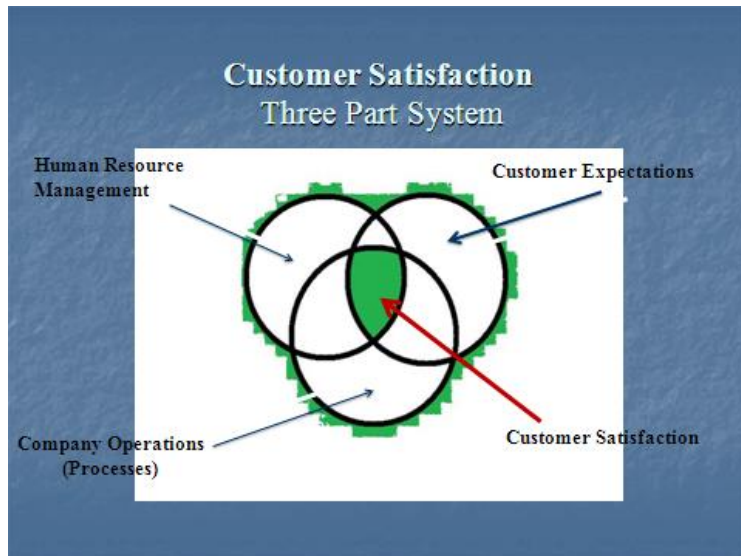 Customer Satisfaction
Three Part System
Human Resource
Management
Customer Expectations
Company Operations
(Processes)
Customer Satisfaction